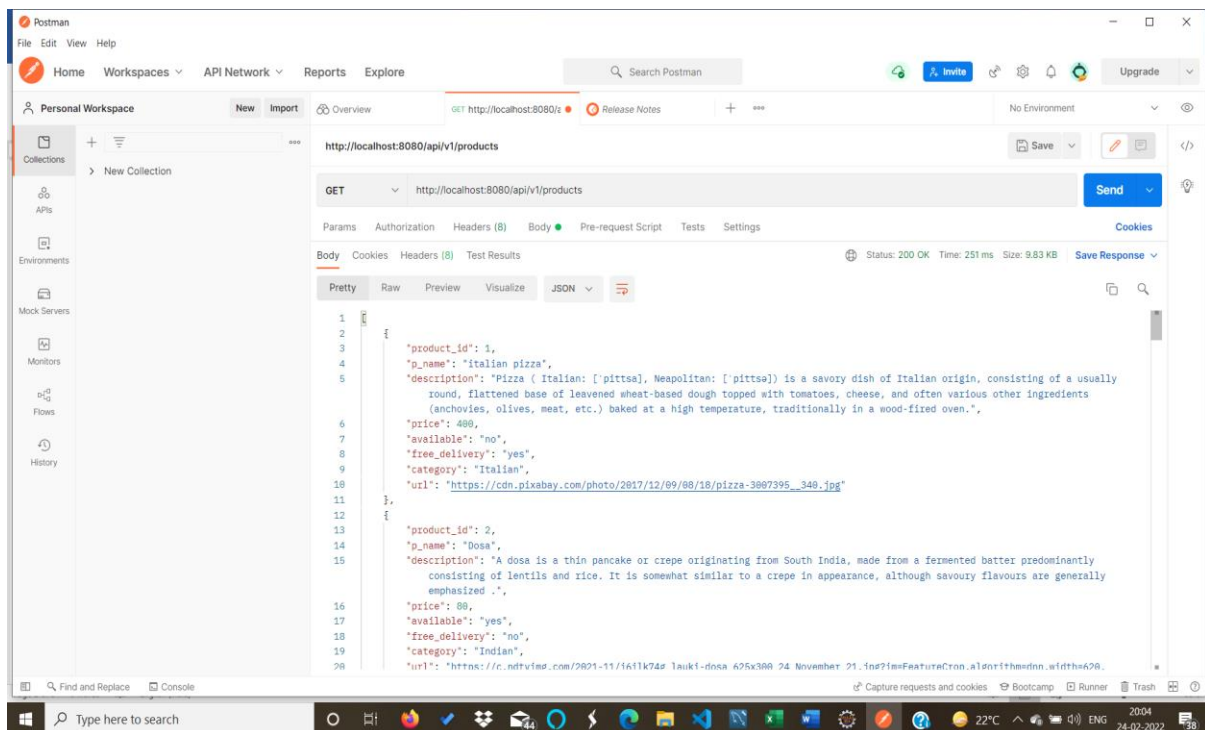 Postman
File Edit View Help
Home Workspaces API Network Reports Explore Search Postman Invite Upgrade
Personal Workspace New Import Overview GET http://localhost:8080/a Release Notes No Environment
Collections
APIs
Environments
Mock Servers
Monitors
Flows
History
New Collection
http://localhost:8080/api/v1/products Save
GET http://localhost:8080/api/v1/products Send
Params Authorization Headers (8) Body Pre-request Script Tests Settings Cookies
Body Cookies Headers (8) Test Results Status: 200 OK Time: 251 ms Size: 9.83 KB Save Response
Pretty Raw Preview Visualize JSON
1 [
2 {
3 "product_id": 1,
4 "p_name": "italian pizza",
5 "description": "Pizza ( Italian: [ˈpittsa], Neapolitan: [ˈpittsə]) is a savory dish of Italian origin, consisting of a usually
round, flattened base of leavened wheat-based dough topped with tomatoes, cheese, and often various other ingredients
(anchovies, olives, meat, etc.) baked at a high temperature, traditionally in a wood-fired oven.",
6 "price": 400,
7 "available": "no",
8 "free_delivery": "yes",
9 "category": "Italian",
10 "url": "https://cdn.pixabay.com/photo/2017/12/09/08/18/pizza-3007395__340.jpg"
11 },
12 {
13 "product_id": 2,
14 "p_name": "Dosa",
15 "description": "A dosa is a thin pancake or crepe originating from South India, made from a fermented batter predominantly
consisting of lentils and rice. It is somewhat similar to a crepe in appearance, although savoury flavours are generally
emphasized .",
16 "price": 80,
17 "available": "yes",
18 "free_delivery": "no",
19 "category": "Indian",
20 "url":
Find and Replace Console Capture requests and cookies Bootcamp Runner Trash
Type here to search 44 22°C ENG 20:04
24-02-2022 38